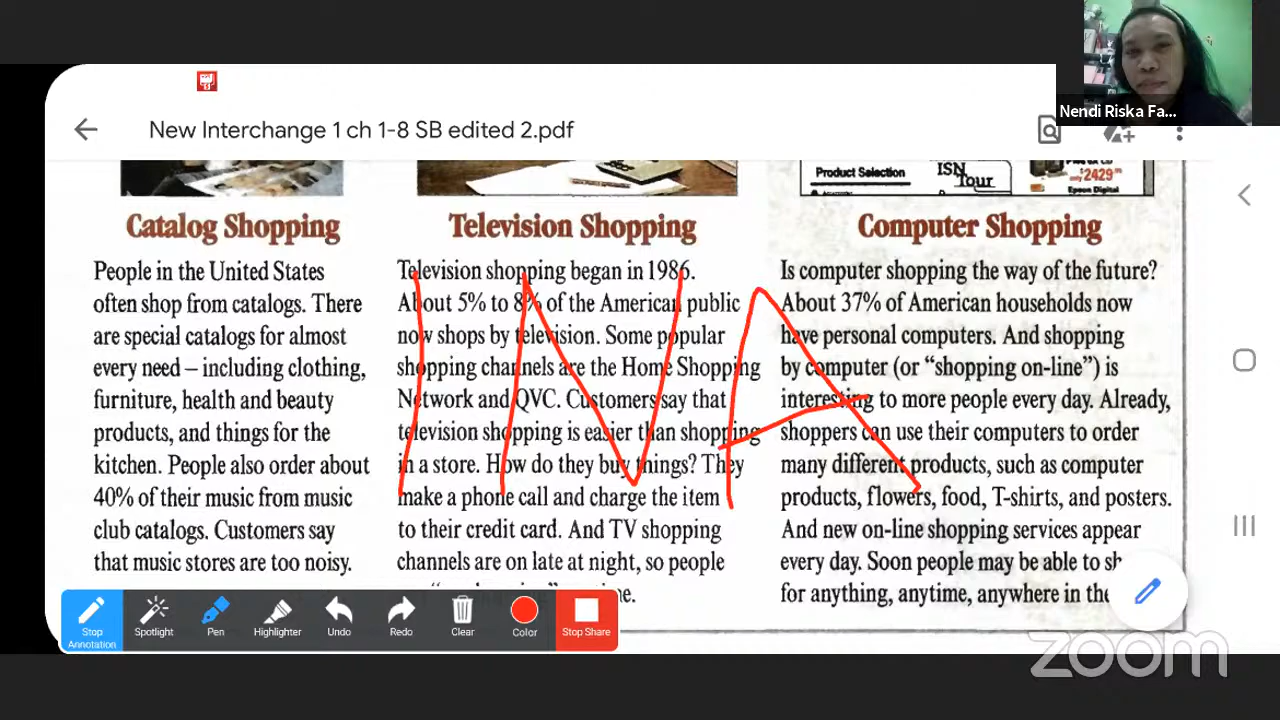 Nendi Riska Fa...
New Interchange 1 ch 1-8 SB edited 2.pdf
Product Selection
ISN
Tour
$2429
Epson Digital
Catalog Shopping
People in the United States
often shop from catalogs. There
are special catalogs for almost
every need – including clothing,
furniture, health and beauty
products, and things for the
kitchen. People also order about
40% of their music from music
club catalogs. Customers say
that music stores are too noisy.
Television Shopping
Television shopping began in 1986.
About 5% to 8% of the American public
now shops by television. Some popular
shopping channels are the Home Shopping
Network and QVC. Customers say that
television shopping is easier than shopping
in a store. How do they buy things? They
make a phone call and charge the item
to their credit card. And TV shopping
channels are on late at night, so people
INA
Computer Shopping
Is computer shopping the way of the future?
About 37% of American households now
have personal computers. And shopping
by computer (or “shopping on-line”) is
interesting to more people every day. Already,
shoppers can use their computers to order
many different products, such as computer
products, flowers, food, T-shirts, and posters.
And new on-line shopping services appear
every day. Soon people may be able to
for anything, anytime, anywhere in the
Stop Annotation
Spotlight
Pen
Highlighter
Undo
Redo
Clear
Color
Stop Share
zoom